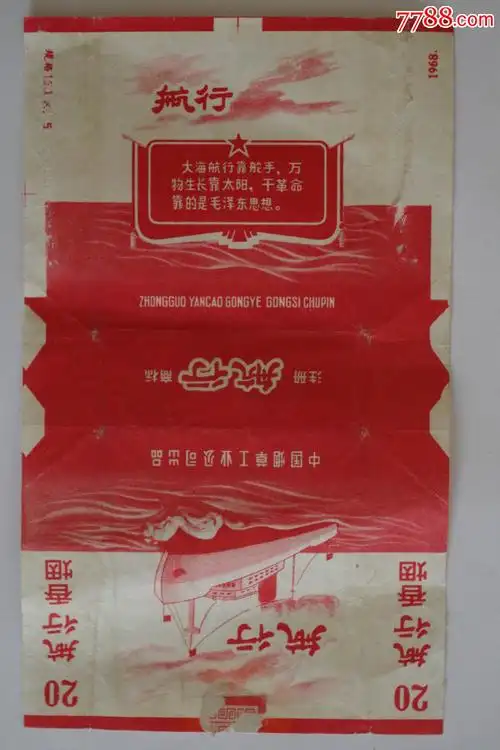 7788.com
1968.
航行
大海航行靠舵手,万
物生长靠太阳,干革命
靠的是毛泽东思想。
ZHONGGUO YANCAO GONGYE GONGSI CHUPIN
注册 航行 商标
中国烟草工业公司出品
航行
航行香烟
20
航行香烟
20